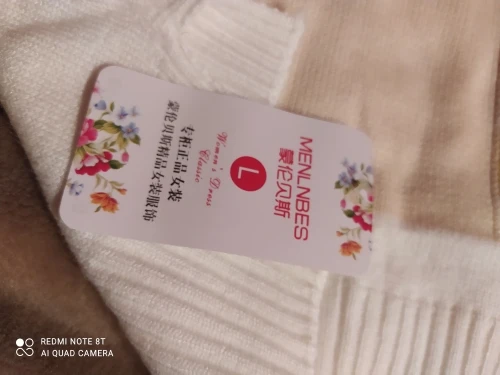 MENLNBES
蒙伦贝斯
L
Women's Dress
Classic
专柜正品女装
蒙伦贝斯精品女装服饰
REDMI NOTE 8T
AI QUAD CAMERA